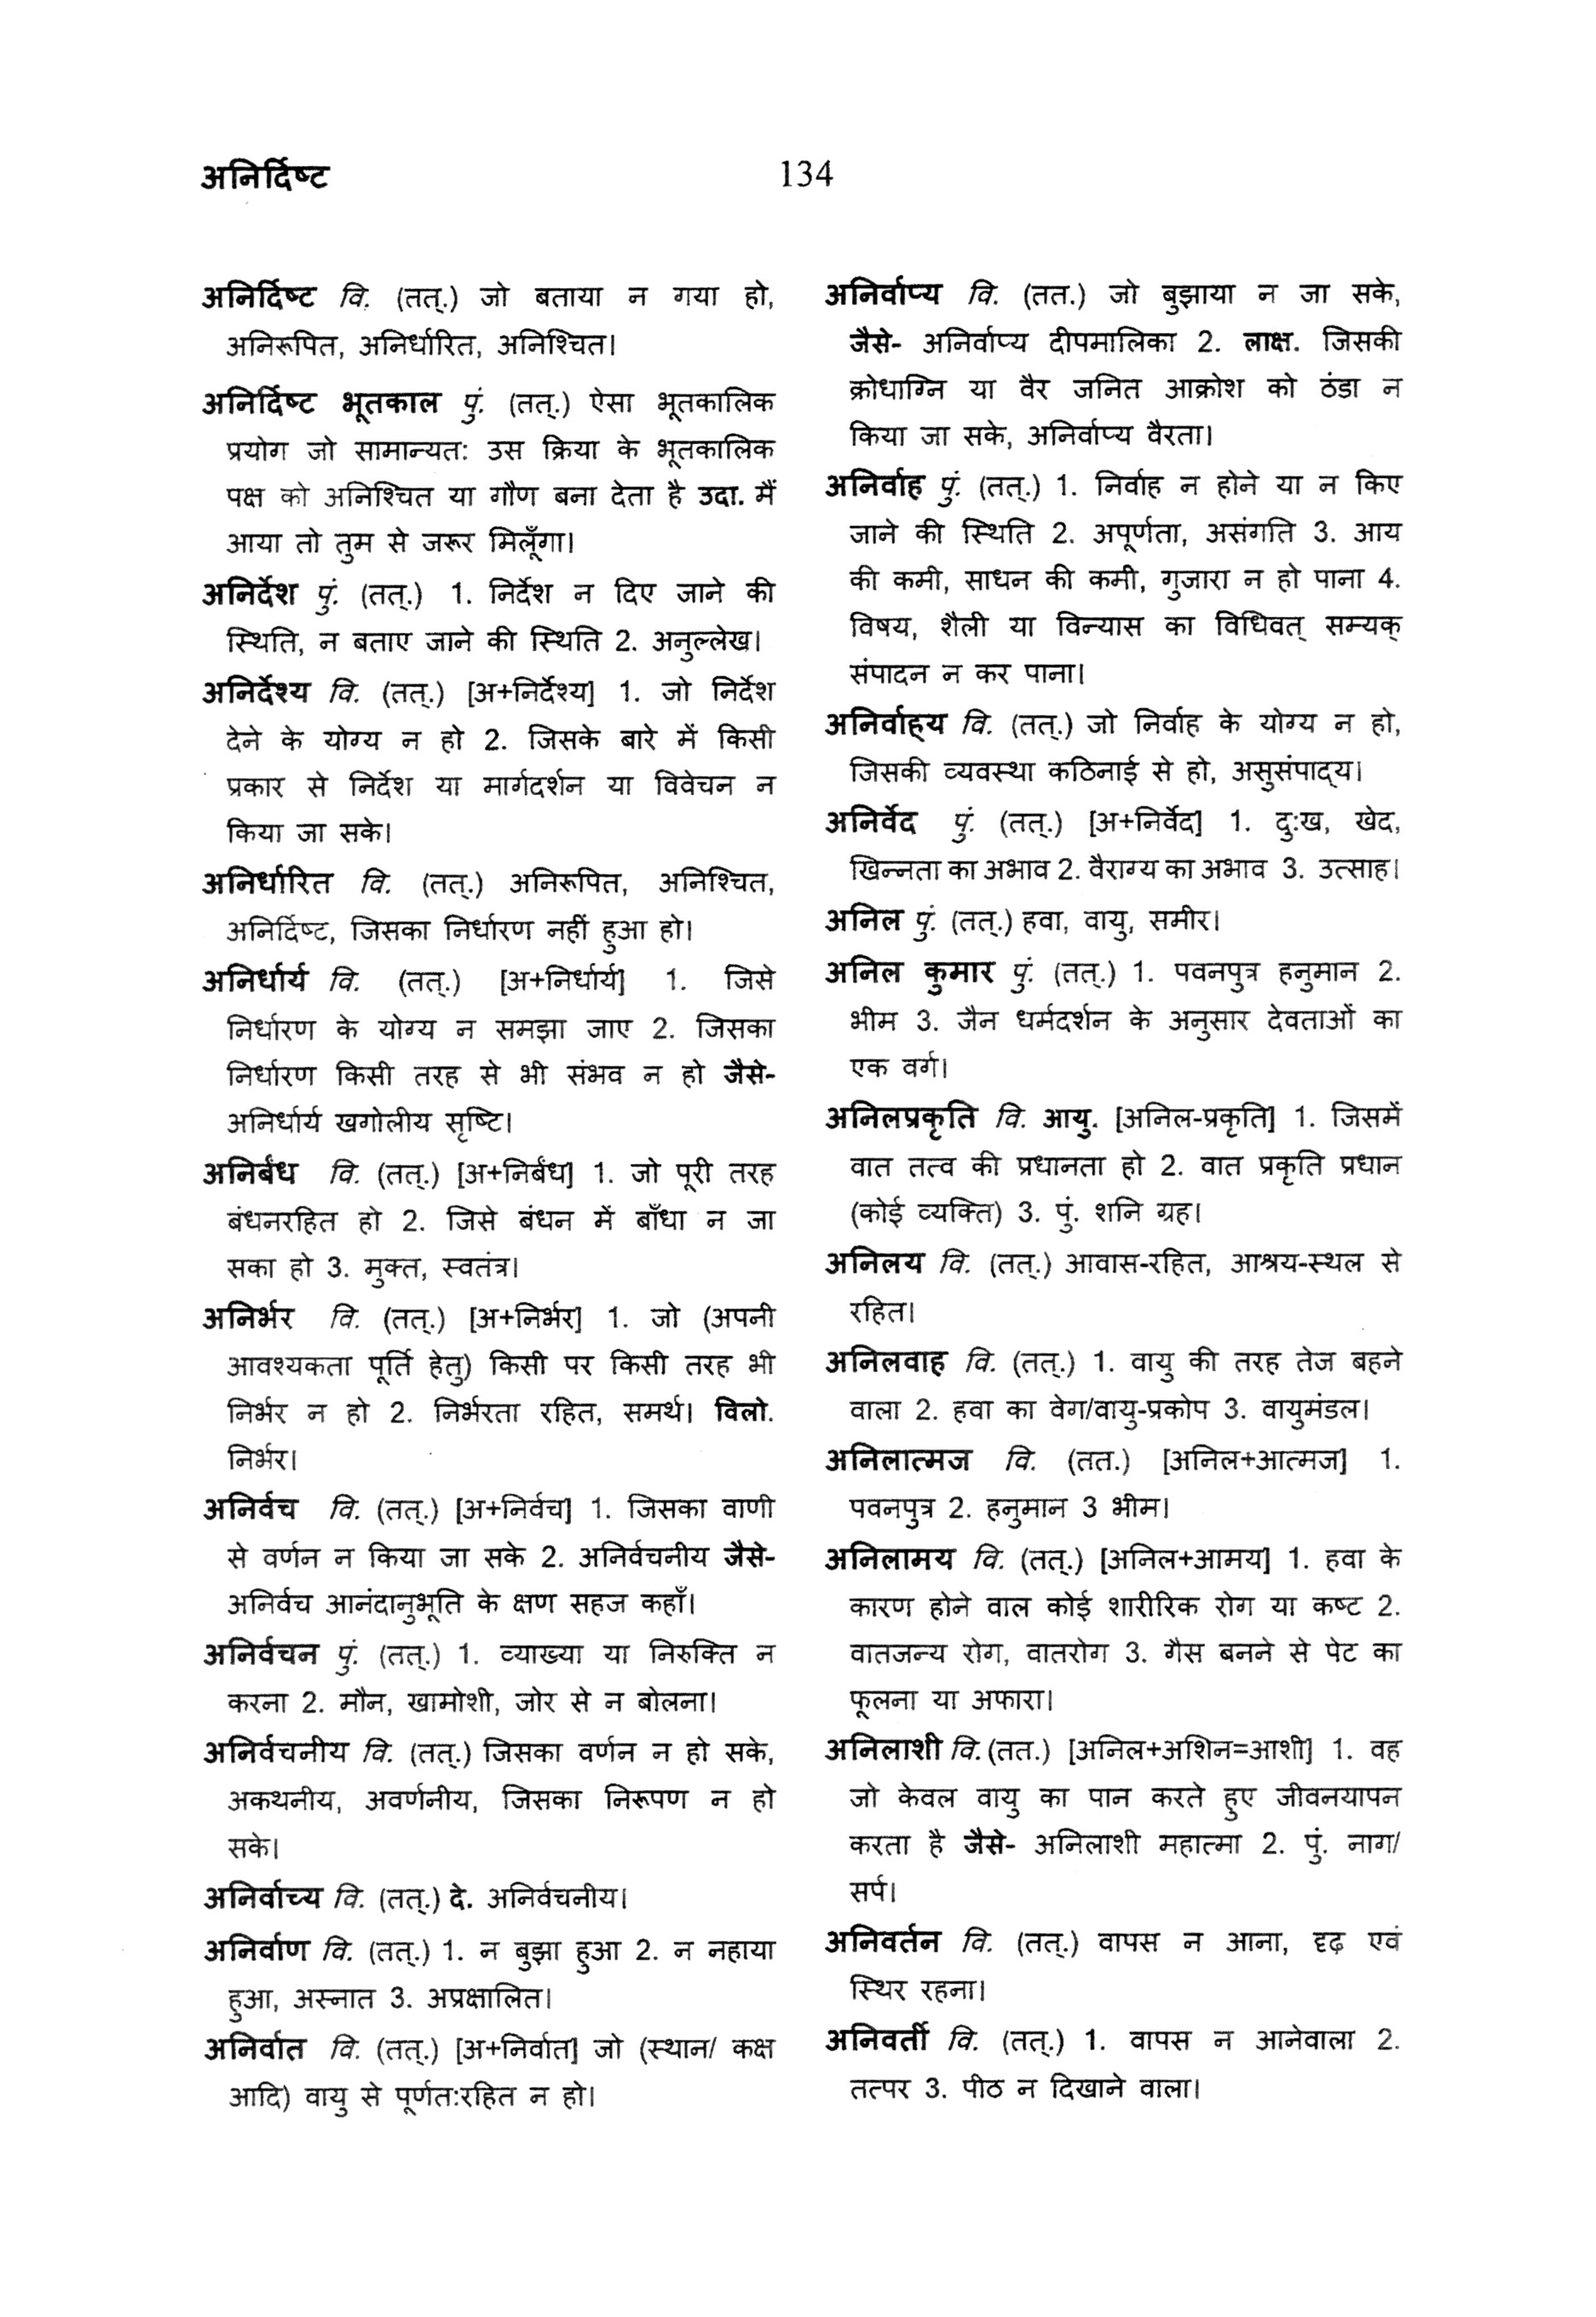 अनिर्दिष्ट
134
अनिर्दिष्ट वि. (तत्.) जो बताया न गया हो,
अनिरूपित, अनिर्धारित, अनिश्चित।
अनिर्दिष्ट भूतकाल पुं. (तत्.) ऐसा भूतकालिक
प्रयोग जो सामान्यत: उस क्रिया के भूतकालिक
पक्ष को अनिश्चित या गौण बना देता है उदा. मैं
आया तो तुम से जरूर मिलूँगा।
अनिर्देश पुं. (तत्.) 1. निर्देश न दिए जाने की
स्थिति, न बताए जाने की स्थिति 2. अनुल्लेख।
अनिर्देश्य वि. (तत्.) [अ+निर्देश्य] 1. जो निर्देश
देने के योग्य न हो 2. जिसके बारे में किसी
प्रकार से निर्देश या मार्गदर्शन या विवेचन न
किया जा सके।
अनिर्धारित वि. (तत्.) अनिरूपित, अनिश्चित,
अनिर्दिष्ट, जिसका निर्धारण नहीं हुआ हो।
अनिर्धार्य वि. (तत्.) [अ+निर्धार्य] 1. जिसे
निर्धारण के योग्य न समझा जाए 2. जिसका
निर्धारण किसी तरह से भी संभव न हो जैसे-
अनिर्धार्य खगोलीय सृष्टि।
अनिर्बंध वि. (तत्.) [अ+निर्बंध] 1. जो पूरी तरह
बंधनरहित हो 2. जिसे बंधन में बाँधा न जा
सका हो 3. मुक्त, स्वतंत्र।
अनिर्भर वि. (तत्.) [अ+निर्भर] 1. जो (अपनी
आवश्यकता पूर्ति हेतु) किसी पर किसी तरह भी
निर्भर न हो 2. निर्भरता रहित, समर्थ। विलो.
निर्भर।
अनिर्वच वि. (तत्.) [अ+निर्वच] 1. जिसका वाणी
से वर्णन न किया जा सके 2. अनिर्वचनीय जैसे-
अनिर्वच आनंदानुभूति के क्षण सहज कहाँ।
अनिर्वचन पुं. (तत्.) 1. व्याख्या या निरुक्ति न
करना 2. मौन, खामोशी, जोर से न बोलना।
अनिर्वचनीय वि. (तत्.) जिसका वर्णन न हो सके,
अकथनीय, अवर्णनीय, जिसका निरूपण न हो
सके।
अनिर्वाच्य वि. (तत्.) दे. अनिर्वचनीय।
अनिर्वाण वि. (तत्.) 1. न बुझा हुआ 2. न नहाया
हुआ, अस्नात 3. अप्रक्षालित।
अनिर्वात वि. (तत्.) [अ+निर्वात] जो (स्थान/ कक्ष
आदि) वायु से पूर्णत:रहित न हो।
अनिर्वाप्य वि. (तत.) जो बुझाया न जा सके,
जैसे- अनिर्वाप्य दीपमालिका 2. लाक्ष. जिसकी
क्रोधाग्नि या वैर जनित आक्रोश को ठंडा न
किया जा सके, अनिर्वाप्य वैरता।
अनिर्वाह पुं. (तत्.) 1. निर्वाह न होने या न किए
जाने की स्थिति 2. अपूर्णता, असंगति 3. आय
की कमी, साधन की कमी, गुजारा न हो पाना 4.
विषय, शैली या विन्यास का विधिवत् सम्यक्
संपादन न कर पाना।
अनिर्वाह्‌य वि. (तत्.) जो निर्वाह के योग्य न हो,
जिसकी व्यवस्था कठिनाई से हो, असुसंपाद्‌य।
अनिर्वेद पुं. (तत्.) [अ+निर्वेद] 1. दु:ख, खेद,
खिन्नता का अभाव 2. वैराग्य का अभाव 3. उत्साह।
अनिल पुं. (तत्.) हवा, वायु, समीर।
अनिल कुमार पुं. (तत्.) 1. पवनपुत्र हनुमान 2.
भीम 3. जैन धर्मदर्शन के अनुसार देवताओं का
एक वर्ग।
अनिलप्रकृति वि. आयु. [अनिल-प्रकृति] 1. जिसमें
वात तत्व की प्रधानता हो 2. वात प्रकृति प्रधान
(कोई व्यक्ति) 3. पुं. शनि ग्रह।
अनिलय वि. (तत्.) आवास-रहित, आश्रय-स्थल से
रहित।
अनिलवाह वि. (तत्.) 1. वायु की तरह तेज बहने
वाला 2. हवा का वेग/वायु-प्रकोप 3. वायुमंडल।
अनिलात्मज वि. (तत.) [अनिल+आत्मज] 1.
पवनपुत्र 2. हनुमान 3 भीम।
अनिलामय वि. (तत्.) [अनिल+आमय] 1. हवा के
कारण होने वाल कोई शारीरिक रोग या कष्ट 2.
वातजन्य रोग, वातरोग 3. गैस बनने से पेट का
फूलना या अफारा।
अनिलाशी वि. (तत.) [अनिल+अशिन=आशी] 1. वह
जो केवल वायु का पान करते हुए जीवनयापन
करता है जैसे- अनिलाशी महात्मा 2. पुं. नाग/
सर्प।
अनिवर्तन वि. (तत्.) वापस न आना, दृढ़ एवं
स्थिर रहना।
अनिवर्ती वि. (तत्.) 1. वापस न आनेवाला 2.
तत्पर 3. पीठ न दिखाने वाला।